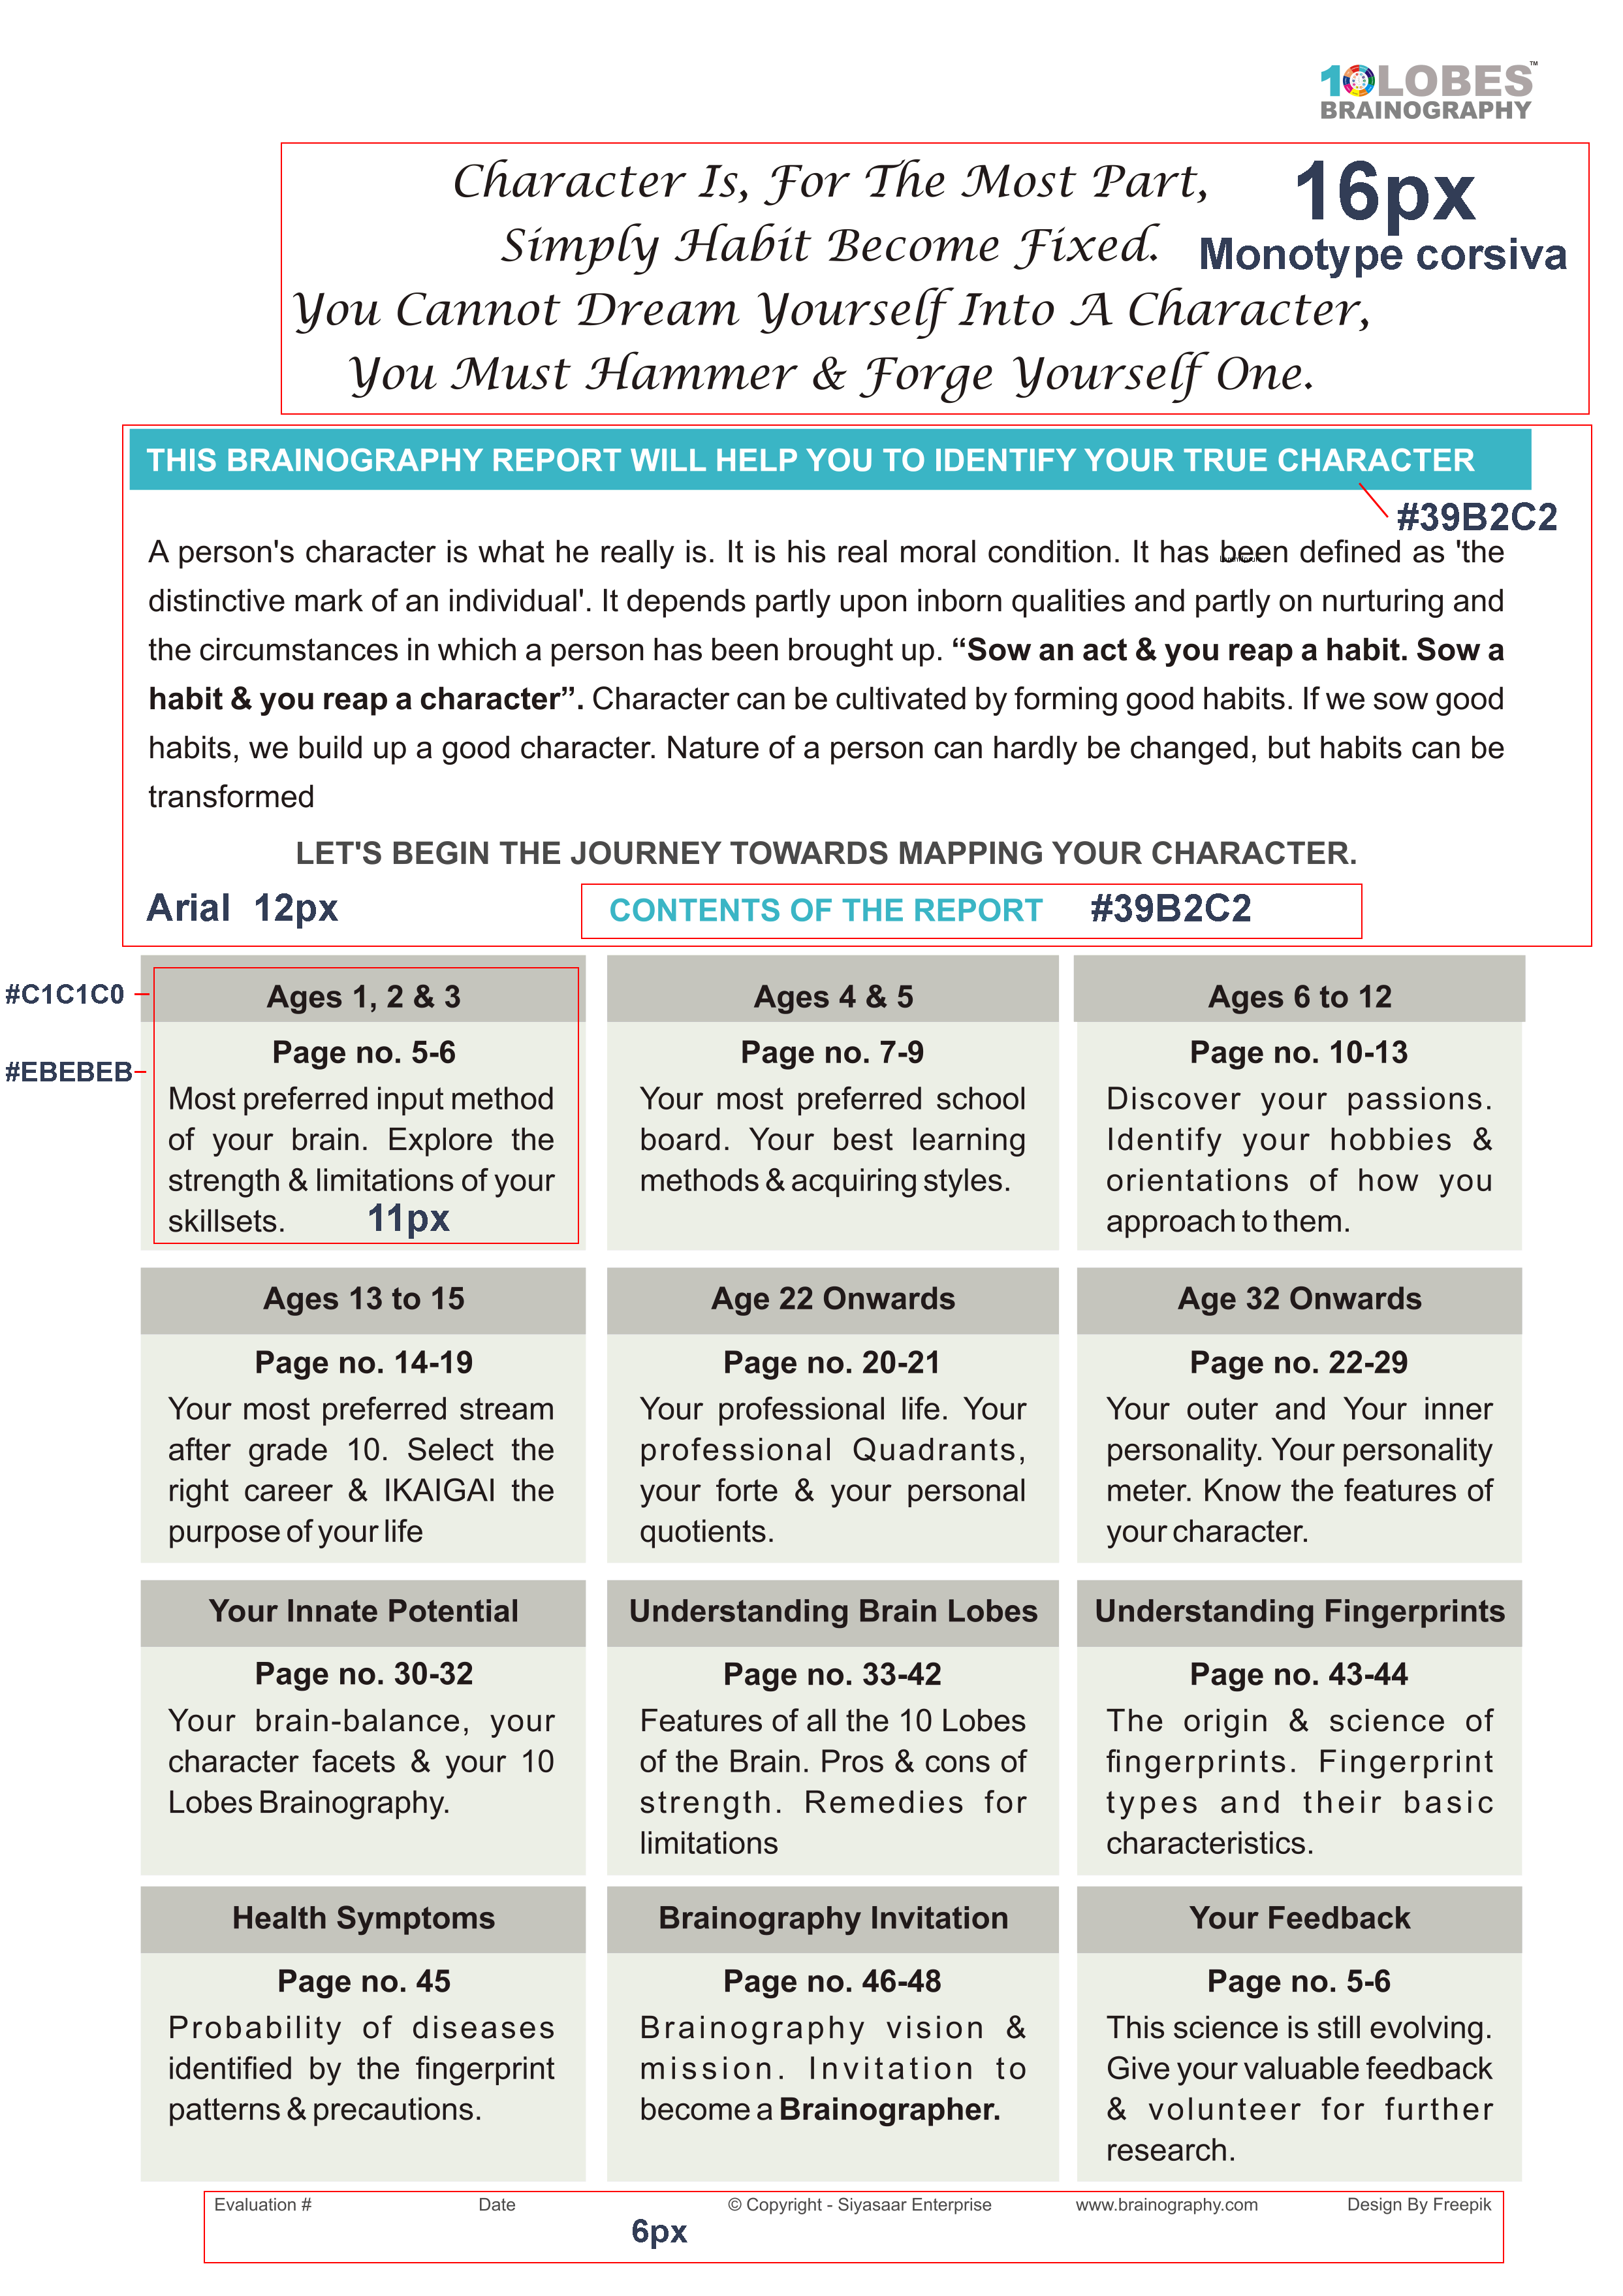 10LOBES™
BRAINOGRAPHY
Character Is, For The Most Part,
16px
Simply Habit Become Fixed.
Monotype corsiva
You Cannot Dream Yourself Into A Character,
You Must Hammer & Forge Yourself One.
THIS BRAINOGRAPHY REPORT WILL HELP YOU TO IDENTIFY YOUR TRUE CHARACTER
#39B2C2
A person's character is what he really is. It is his real moral condition. It has been defined as 'the
distinctive mark of an individual'. It depends partly upon inborn qualities and partly on nurturing and
the circumstances in which a person has been brought up. “Sow an act & you reap a habit. Sow a
habit & you reap a character”. Character can be cultivated by forming good habits. If we sow good
habits, we build up a good character. Nature of a person can hardly be changed, but habits can be
transformed
LET'S BEGIN THE JOURNEY TOWARDS MAPPING YOUR CHARACTER.
Arial 12px
CONTENTS OF THE REPORT #39B2C2
#C1C1C0
#EBEBEB
Ages 1, 2 & 3
Page no. 5-6
Most preferred input method
of your brain. Explore the
strength & limitations of your
skillsets.
11px
Ages 4 & 5
Page no. 7-9
Your most preferred school
board. Your best learning
methods & acquiring styles.
Ages 6 to 12
Page no. 10-13
Discover your passions.
Identify your hobbies &
orientations of how you
approach to them.
Ages 13 to 15
Page no. 14-19
Your most preferred stream
after grade 10. Select the
right career & IKAIGAI the
purpose of your life
Age 22 Onwards
Page no. 20-21
Your professional life. Your
professional Quadrants,
your forte & your personal
quotients.
Age 32 Onwards
Page no. 22-29
Your outer and Your inner
personality. Your personality
meter. Know the features of
your character.
Your Innate Potential
Page no. 30-32
Your brain-balance, your
character facets & your 10
Lobes Brainography.
Understanding Brain Lobes
Page no. 33-42
Features of all the 10 Lobes
of the Brain. Pros & cons of
strength. Remedies for
limitations
Understanding Fingerprints
Page no. 43-44
The origin & science of
fingerprints. Fingerprint
types and their basic
characteristics.
Health Symptoms
Page no. 45
Probability of diseases
identified by the fingerprint
patterns & precautions.
Brainography Invitation
Page no. 46-48
Brainography vision &
mission. Invitation to
become a Brainographer.
Your Feedback
Page no. 5-6
This science is still evolving.
Give your valuable feedback
& volunteer for further
research.
Evaluation # Date © Copyright - Siyasaar Enterprise www.brainography.com Design By Freepik
6px